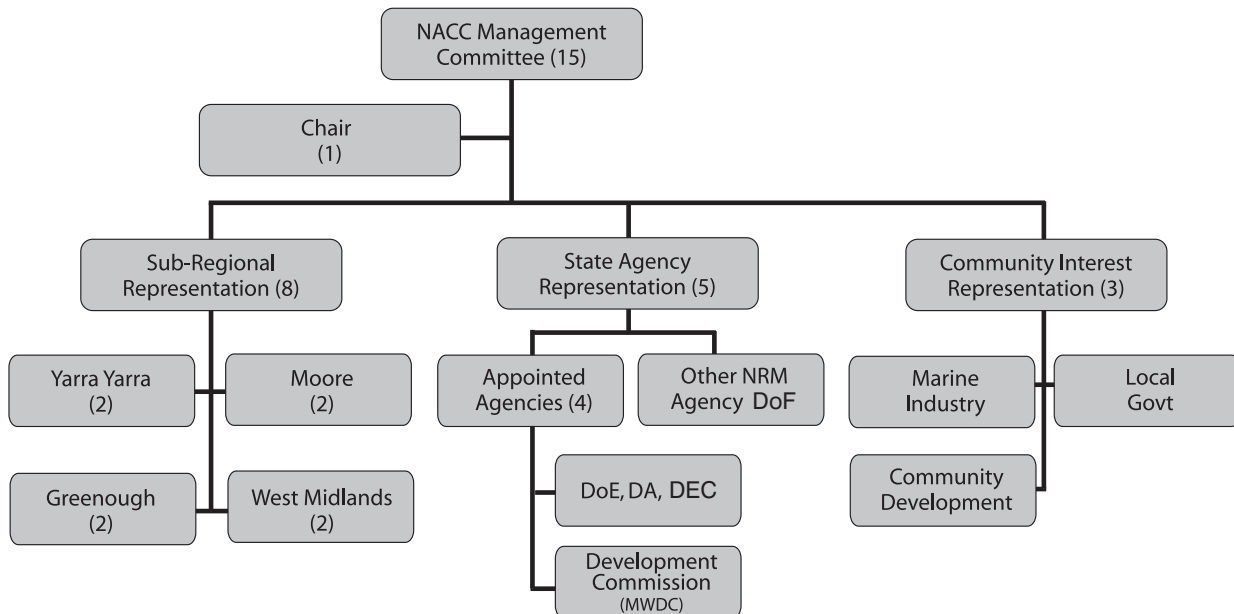 NACC Management
Committee (15)
Chair
(1)
Sub-Regional
Representation (8)
State Agency
Representation (5)
Community Interest
Representation (3)
Yarra Yarra
(2)
Moore
(2)
Appointed
Agencies (4)
Other NRM
Agency DoF
Marine
Industry
Local
Govt
Greenough
(2)
West Midlands
(2)
DoE, DA, DEC
Community
Development
Development
Commission
(MWDC)